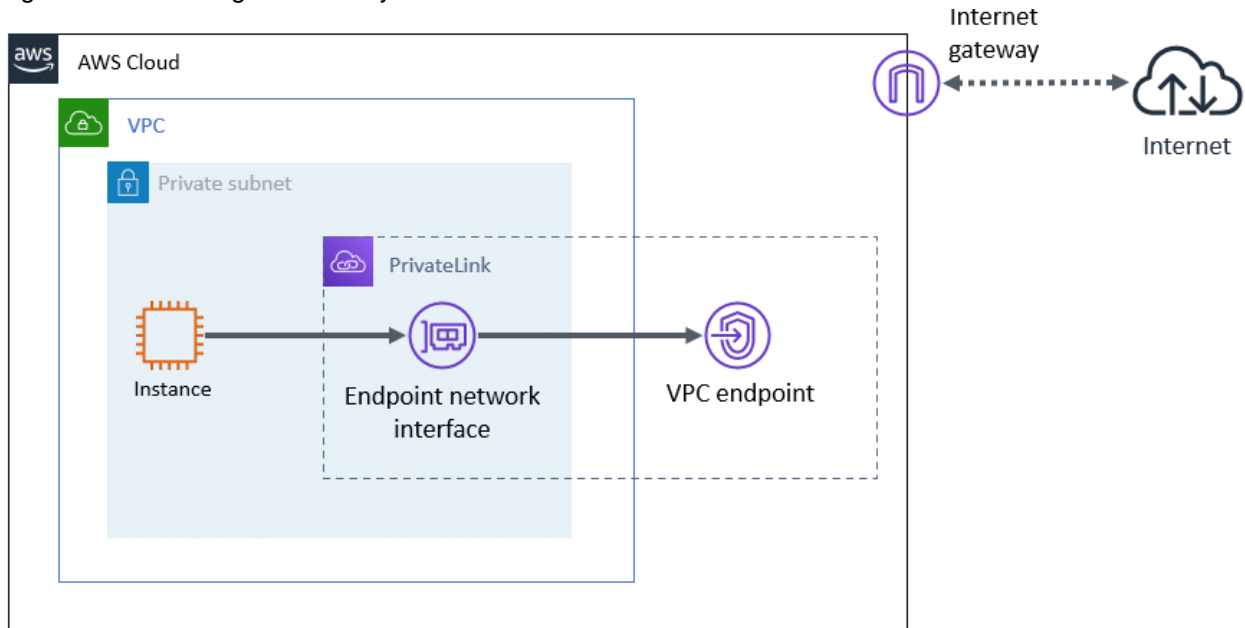 Internet
gateway
aws
AWS Cloud
VPC
Private subnet
PrivateLink
Instance
Endpoint network
interface
VPC endpoint
Internet